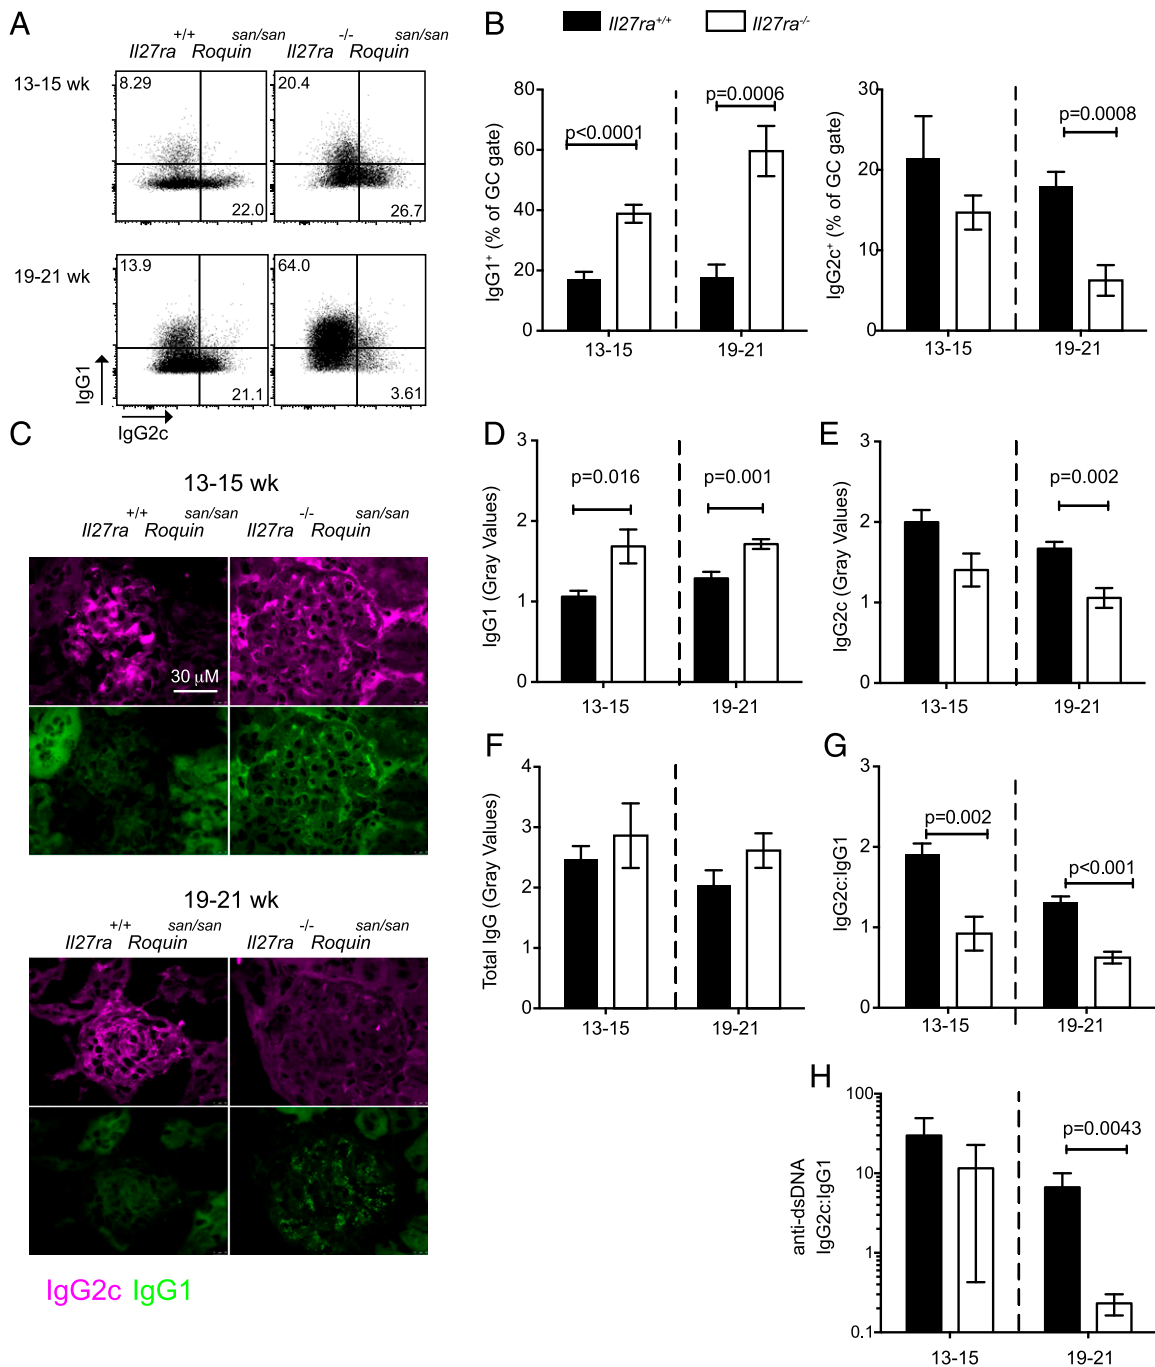 A
Il27ra+/+ Roquin san/san Il27ra-/- Roquin san/san
13-15 wk
8.29
22.0
20.4
26.7
19-21 wk
13.9
21.1
64.0
3.61
IgG1
IgG2c
B
Il27ra+/+ Il27ra-/-
IgG1+ (% of GC gate)
80
60
40
20
0
p<0.0001
p=0.0006
13-15 19-21
IgG2c+ (% of GC gate)
30
20
10
0
p=0.0008
13-15 19-21
C
13-15 wk
Il27ra+/+ Roquin san/san Il27ra-/- Roquin san/san
30 μM
19-21 wk
Il27ra+/+ Roquin san/san Il27ra-/- Roquin san/san
IgG2c IgG1
D
IgG1 (Gray Values)
3
2
1
0
p=0.016
p=0.001
13-15 19-21
E
IgG2c (Gray Values)
3
2
1
0
p=0.002
13-15 19-21
F
Total IgG (Gray Values)
4
3
2
1
0
13-15 19-21
G
IgG2c:IgG1
3
2
1
0
p=0.002
p<0.001
13-15 19-21
H
anti-dsDNA
IgG2c:IgG1
100
10
1
0.1
p=0.0043
13-15 19-21